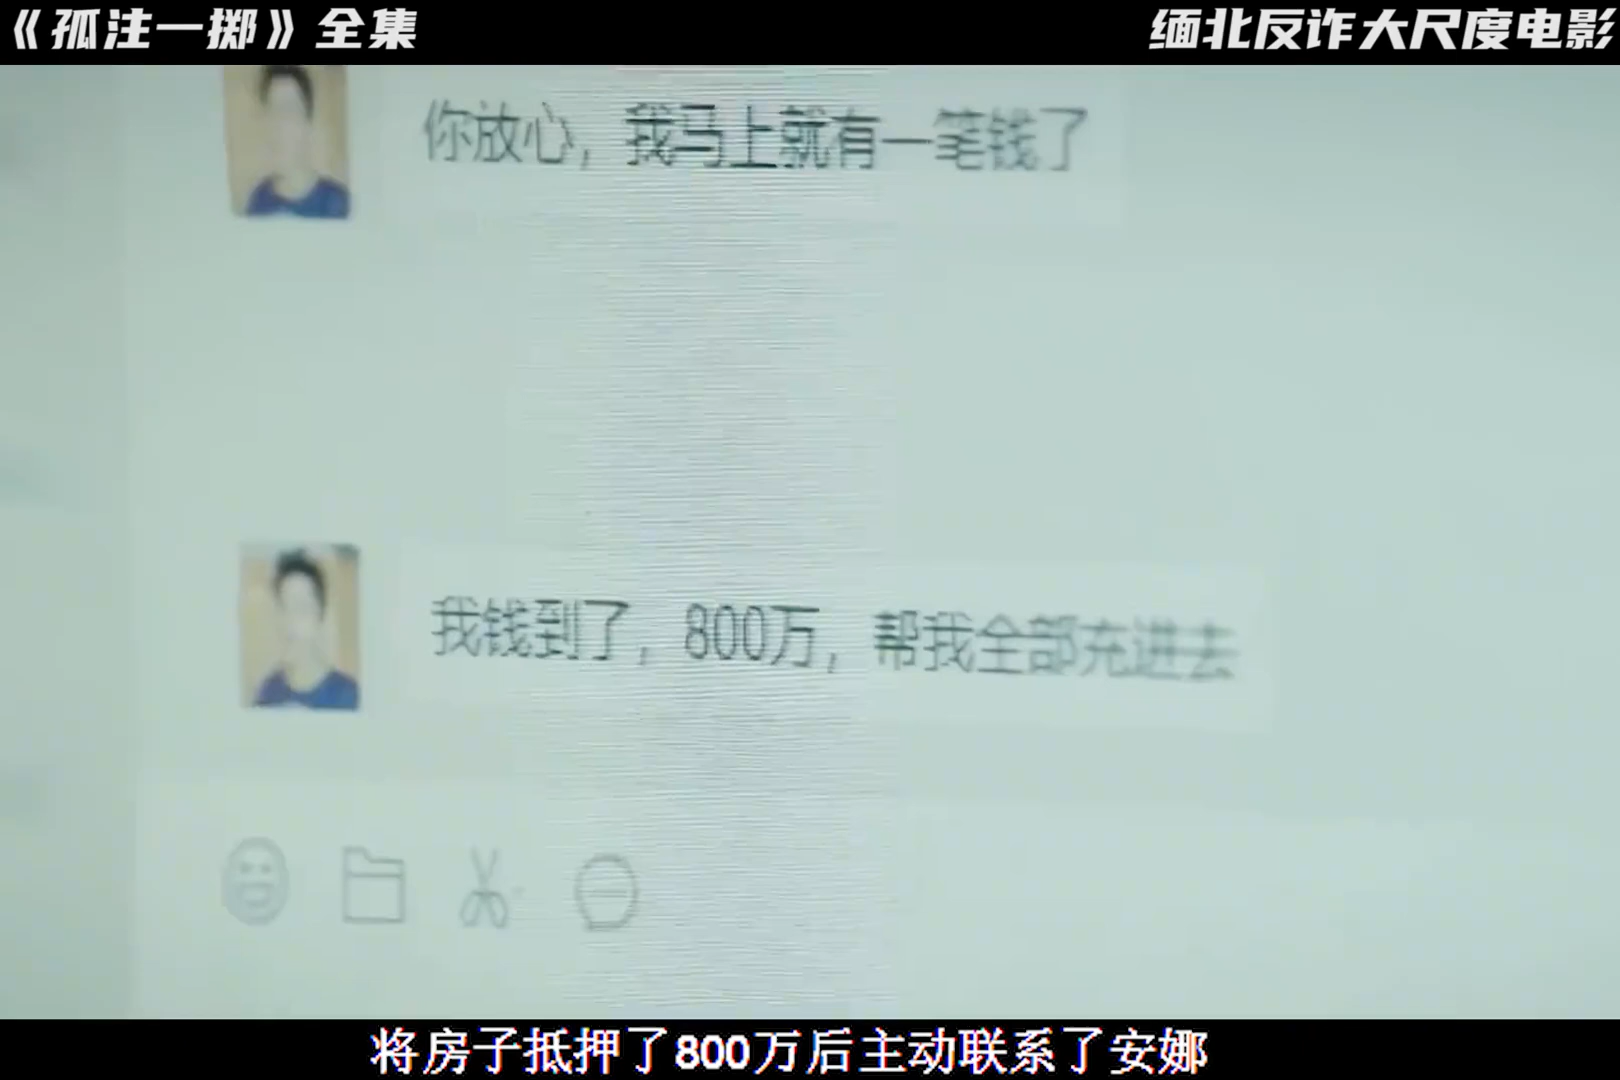 《孤注一掷》全集
缅北反诈大尺度电影
你放心，我马上就有一笔钱了
我钱到了，800万，帮我全部充进去
将房子抵押了800万后主动联系了安娜